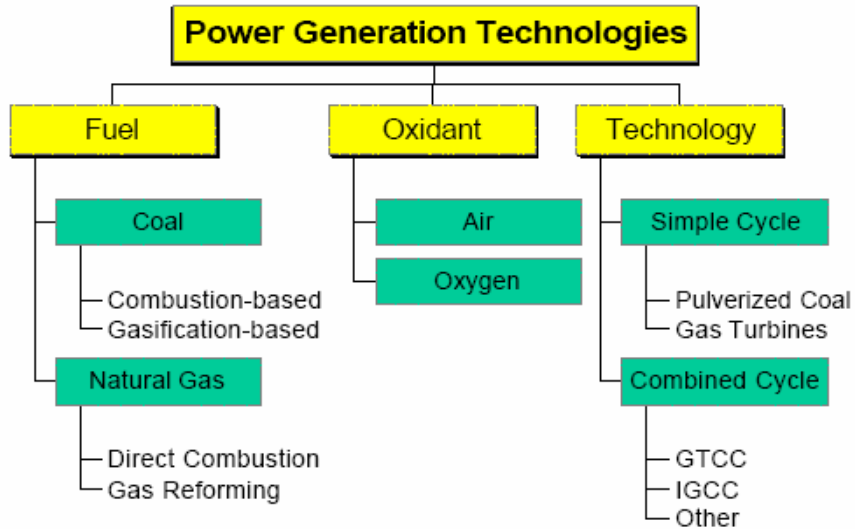 Power Generation Technologies
Fuel
Oxidant
Technology
Coal
Combustion-based
Gasification-based
Natural Gas
Direct Combustion
Gas Reforming
Air
Oxygen
Simple Cycle
Pulverized Coal
Gas Turbines
Combined Cycle
GTCC
IGCC
Other